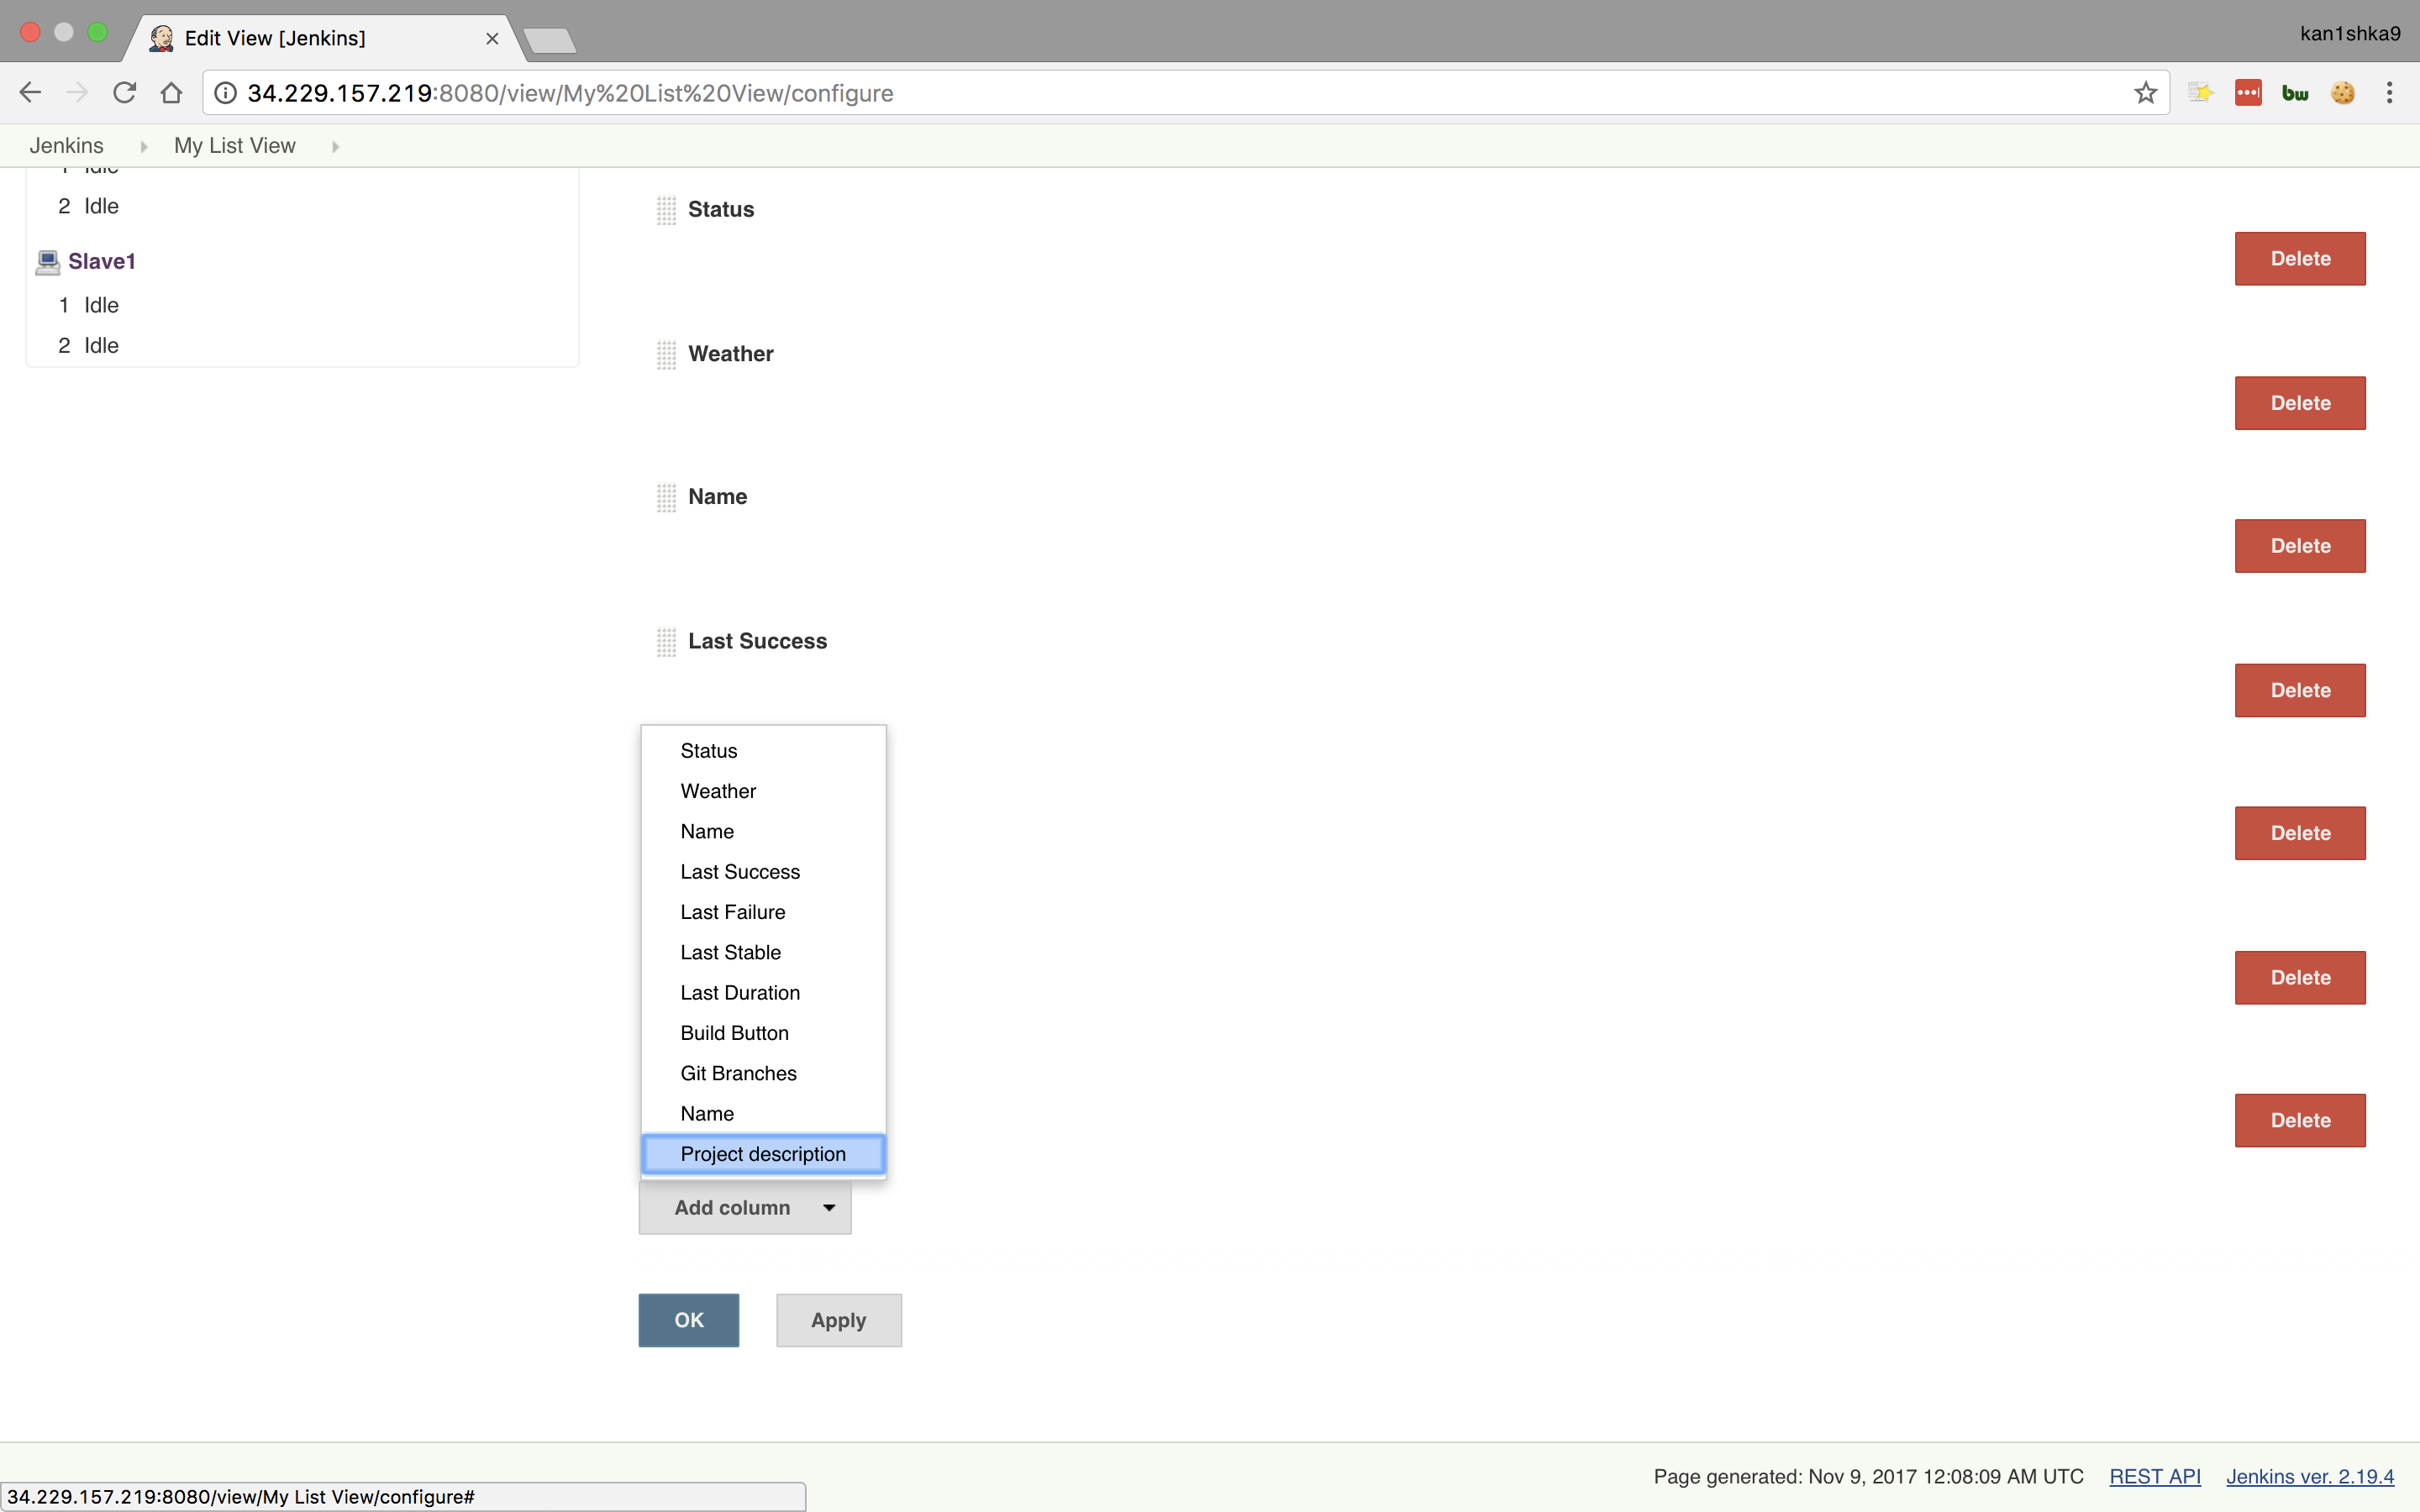 Edit View [Jenkins]
kan1shka9
34.229.157.219:8080/view/My%20List%20View/configure
bw
Jenkins My List View
1 Idle
2 Idle
Slave1
1 Idle
2 Idle
Status
Delete
Weather
Delete
Name
Delete
Last Success
Delete
Delete
Delete
Delete
Status
Weather
Name
Last Success
Last Failure
Last Stable
Last Duration
Build Button
Git Branches
Name
Project description
Add column
OK Apply
Page generated: Nov 9, 2017 12:08:09 AM UTC REST API Jenkins ver. 2.19.4
34.229.157.219:8080/view/My List View/configure#